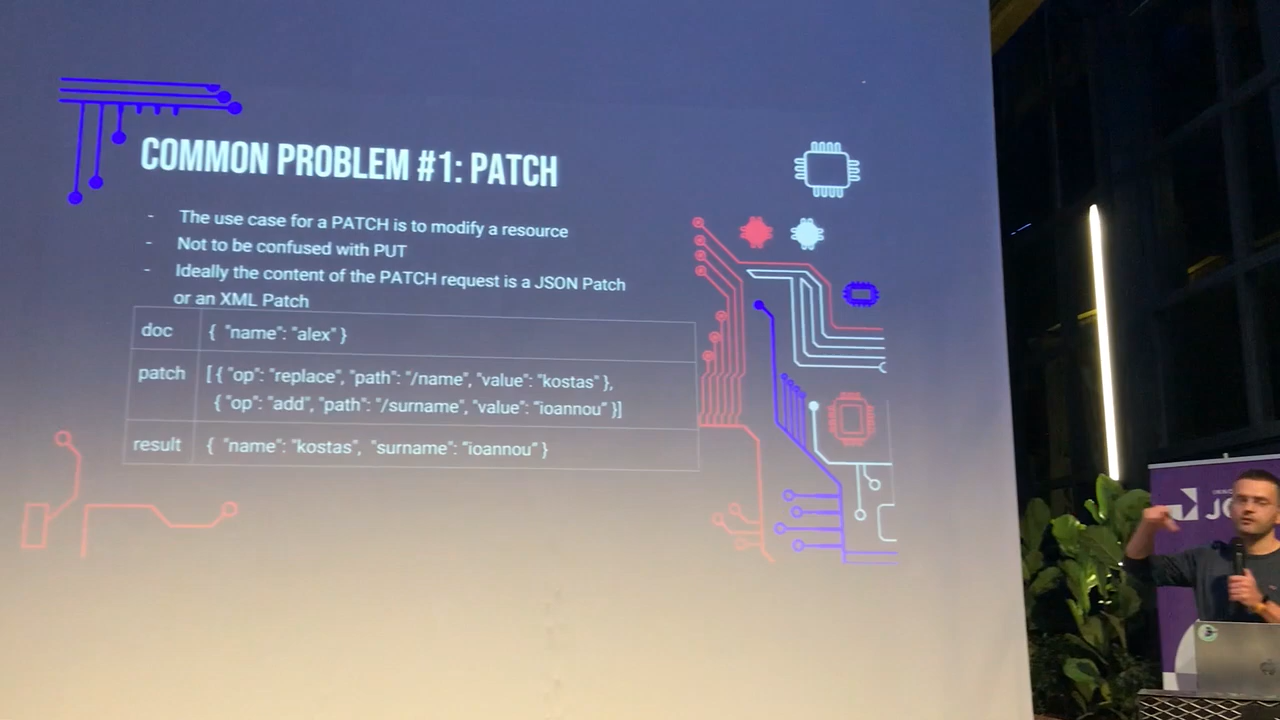 COMMON PROBLEM #1: PATCH
- The use case for a PATCH is to modify a resource
- Not to be confused with PUT
- Ideally the content of the PATCH request is a JSON Patch
or an XML Patch
doc { "name": "alex" }
patch [ { "op": "replace", "path": "/name", "value": "kostas" },
{ "op": "add", "path": "/surname", "value": "ioannou" }]
result { "name": "kostas", "surname": "ioannou" }